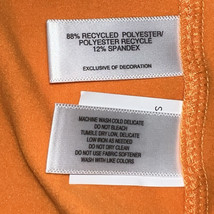 88% RECYCLED POLYESTER/
POLYESTER RECYCLE
12% SPANDEX
EXCLUSIVE OF DECORATION
S
MACHINE WASH COLD DELICATE
DO NOT BLEACH
TUMBLE DRY LOW, DELICATE
LOW IRON AS NEEDED
DO NOT DRY CLEAN
DO NOT USE FABRIC SOFTENER
WASH WITH LIKE COLORS